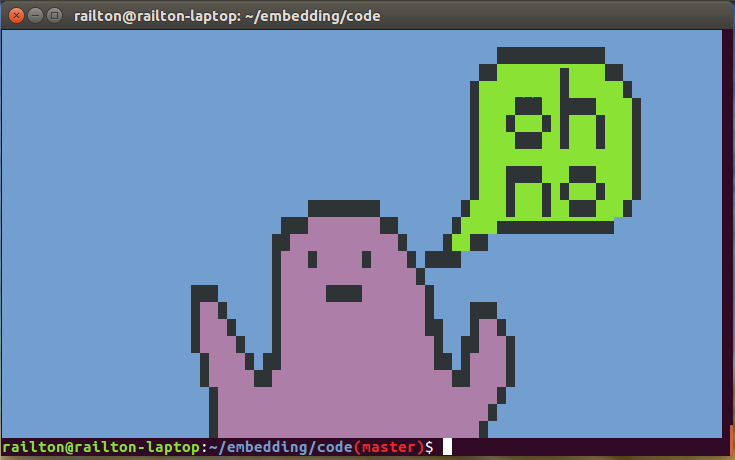 railton@railton-laptop: ~/embedding/code
oh
no
railton@railton-laptop:~/embedding/code(master)$